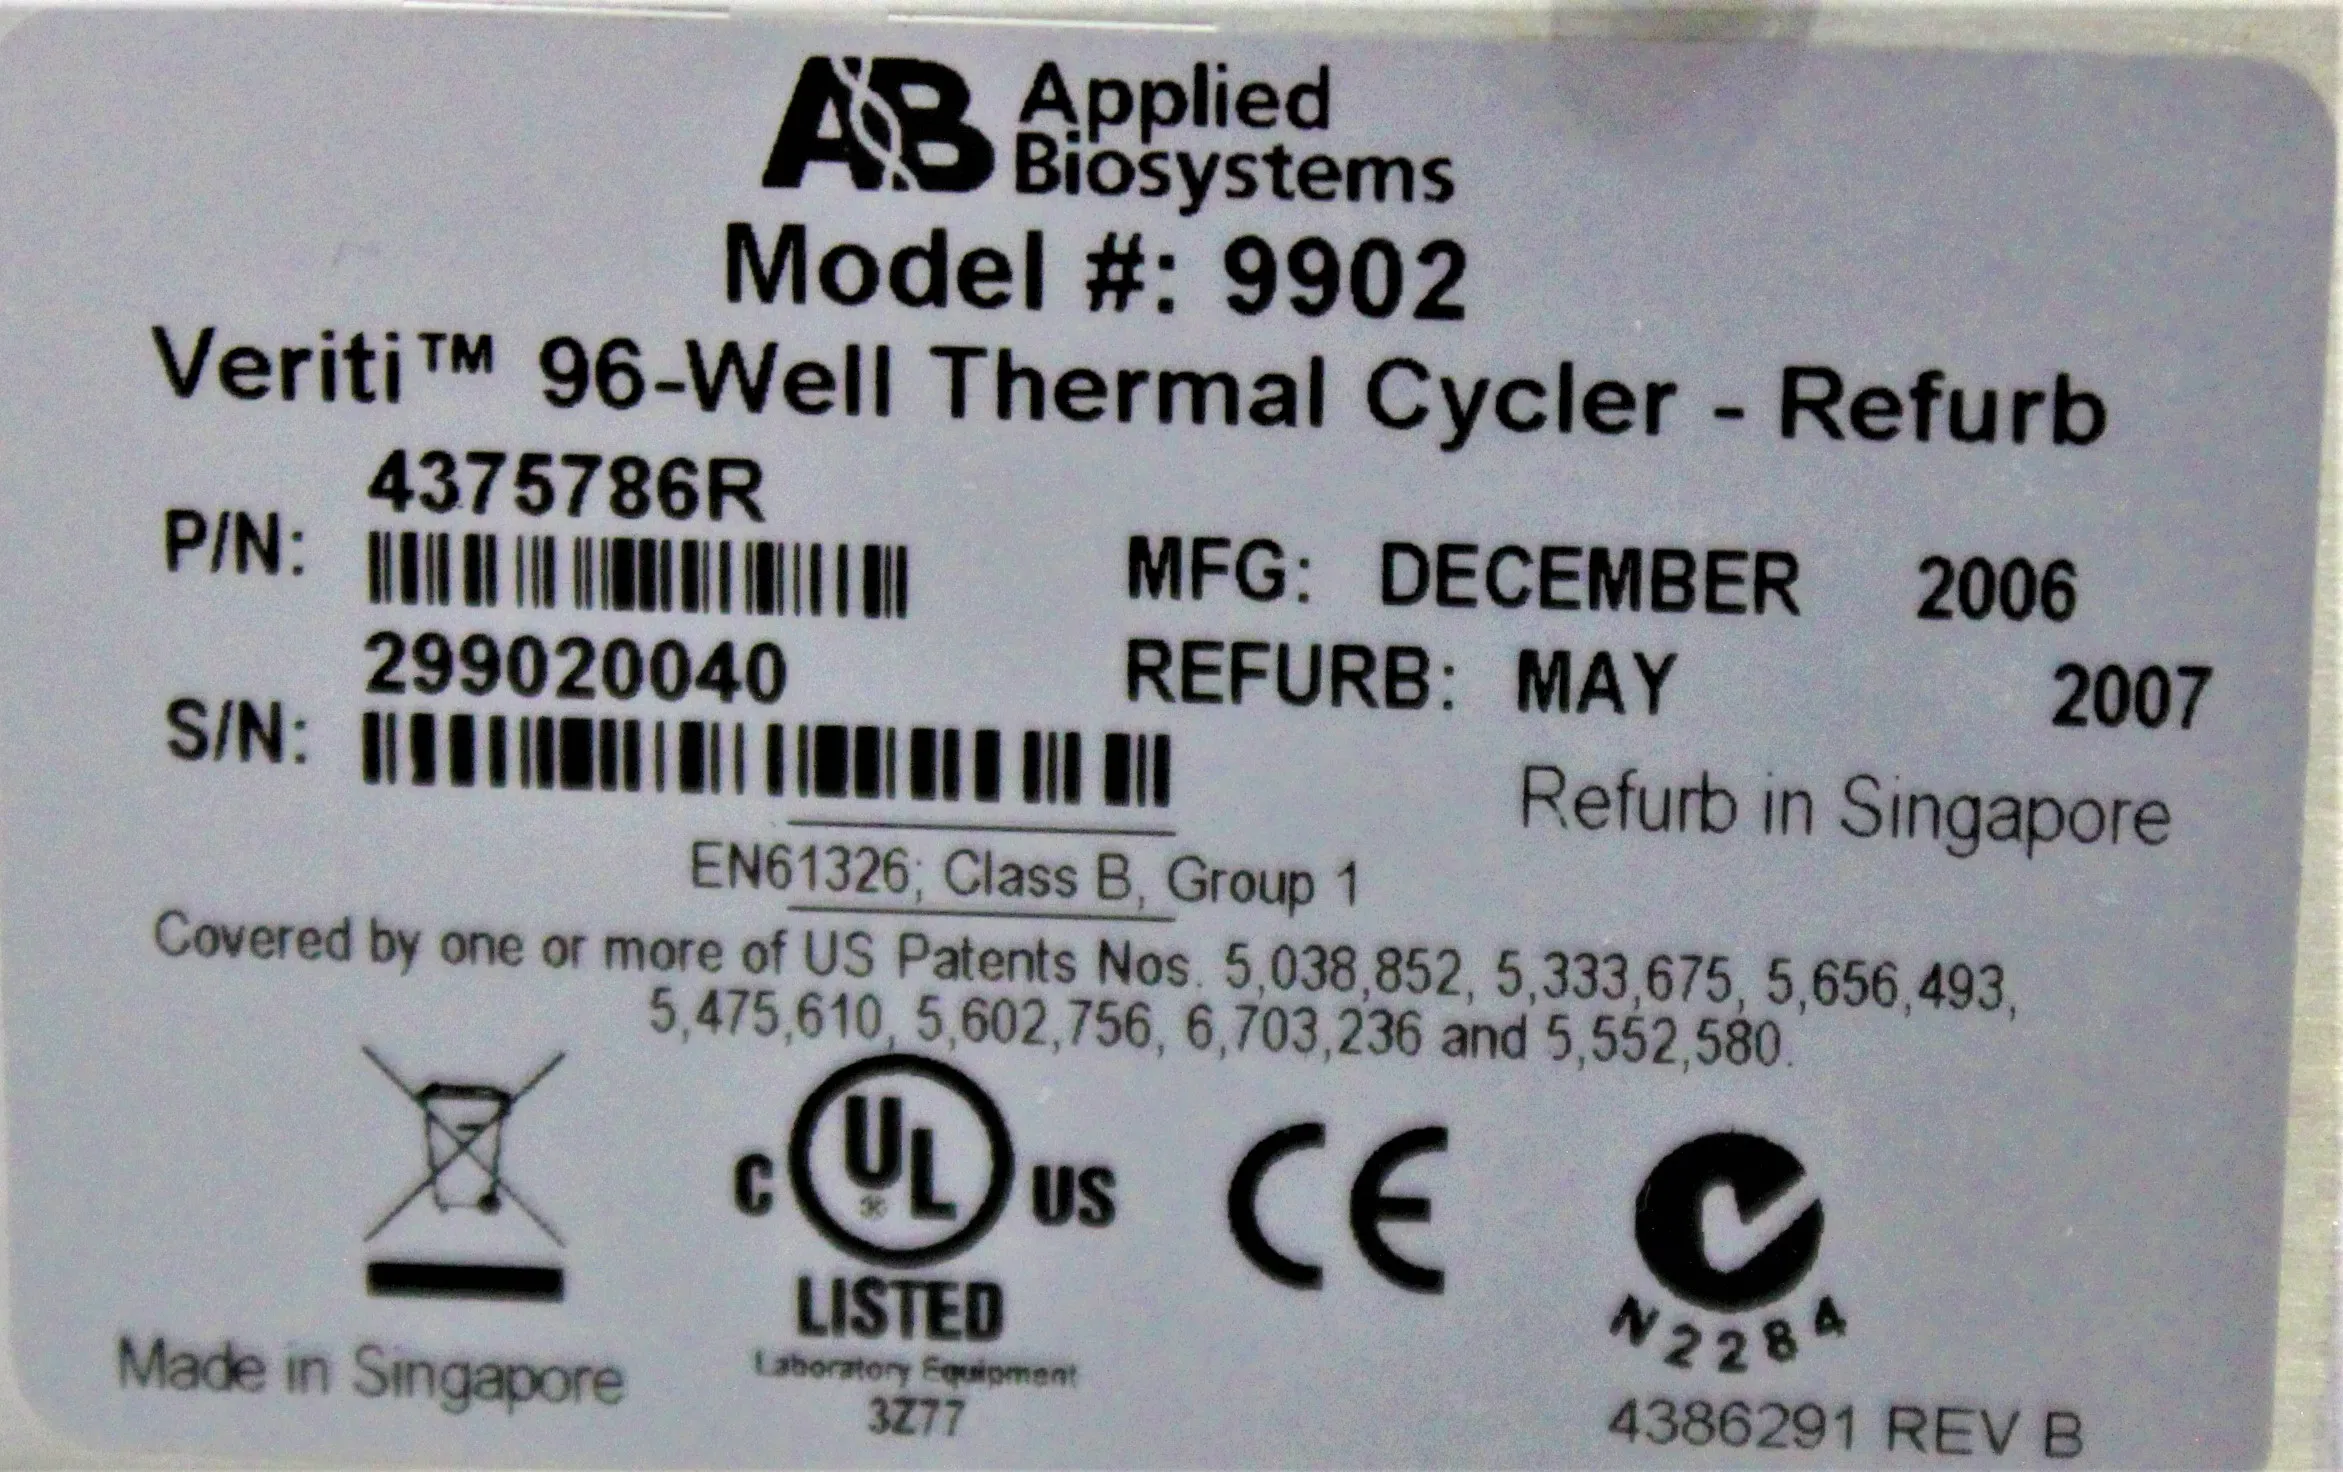 AB Applied
Biosystems
Model #: 9902
Veriti™ 96-Well Thermal Cycler - Refurb
4375786R
P/N:
MFG: DECEMBER 2006
299020040
REFURB: MAY 2007
S/N:
Refurb in Singapore
EN61326; Class B, Group 1
Covered by one or more of US Patents Nos. 5,038,852, 5,333,675, 5,656,493,
5,475,610, 5,602,756, 6,703,236 and 5,552,580.
C UL ® US
LISTED
Laboratory Equipment
3Z77
CE
N2284
Made in Singapore
4386291 REV B